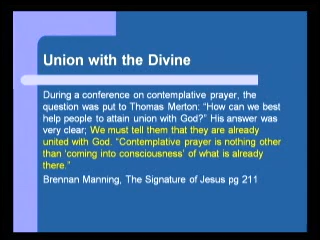 Union with the Divine
During a conference on contemplative prayer, the
question was put to Thomas Merton: “How can we best
help people to attain union with God?” His answer was
very clear; We must tell them that they are already
united with God. “Contemplative prayer is nothing other
than ‘coming into consciousness’ of what is already
there.”
Brennan Manning, The Signature of Jesus pg 211